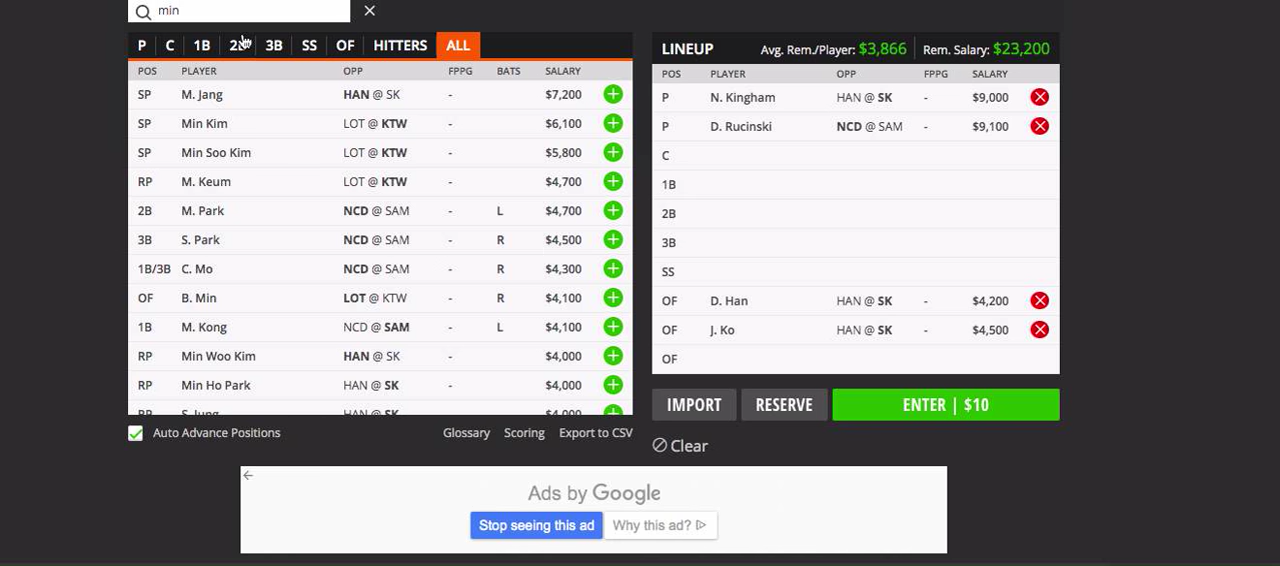 min
P C 1B 2B 3B SS OF HITTERS ALL
POS PLAYER OPP FPPG BATS SALARY
SP M. Jang HAN @ SK - $7,200
SP Min Kim LOT @ KTW - $6,100
SP Min Soo Kim LOT @ KTW - $5,800
RP M. Keum LOT @ KTW - $4,700
2B M. Park NCD @ SAM - L $4,700
3B S. Park NCD @ SAM - R $4,500
1B/3B C. Mo NCD @ SAM - R $4,300
OF B. Min LOT @ KTW - R $4,100
1B M. Kong NCD @ SAM - L $4,100
RP Min Woo Kim HAN @ SK - $4,000
RP Min Ho Park HAN @ SK - $4,000
RP S. Jung HAN @ SK - $4,000
Auto Advance Positions Glossary Scoring Export to CSV
LINEUP Avg. Rem./Player: $3,866 Rem. Salary: $23,200
POS PLAYER OPP FPPG SALARY
P N. Kingham HAN @ SK - $9,000
P D. Rucinski NCD @ SAM - $9,100
C
1B
2B
3B
SS
OF D. Han HAN @ SK - $4,200
OF J. Ko HAN @ SK - $4,500
OF
IMPORT RESERVE ENTER | $10
Clear
Ads by Google
Stop seeing this ad Why this ad?